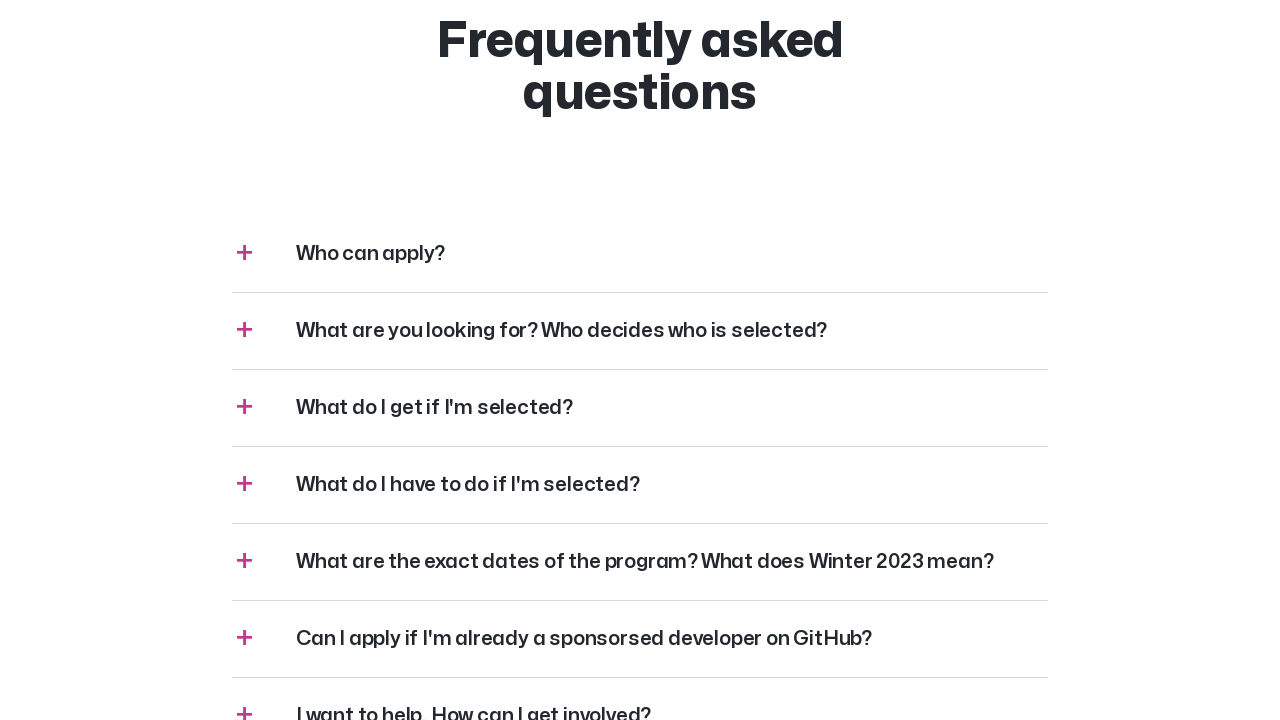 Frequently asked
questions
Who can apply?
What are you looking for? Who decides who is selected?
What do I get if I'm selected?
What do I have to do if I'm selected?
What are the exact dates of the program? What does Winter 2023 mean?
Can I apply if I'm already a sponsorsed developer on GitHub?
I want to help. How can I get involved?